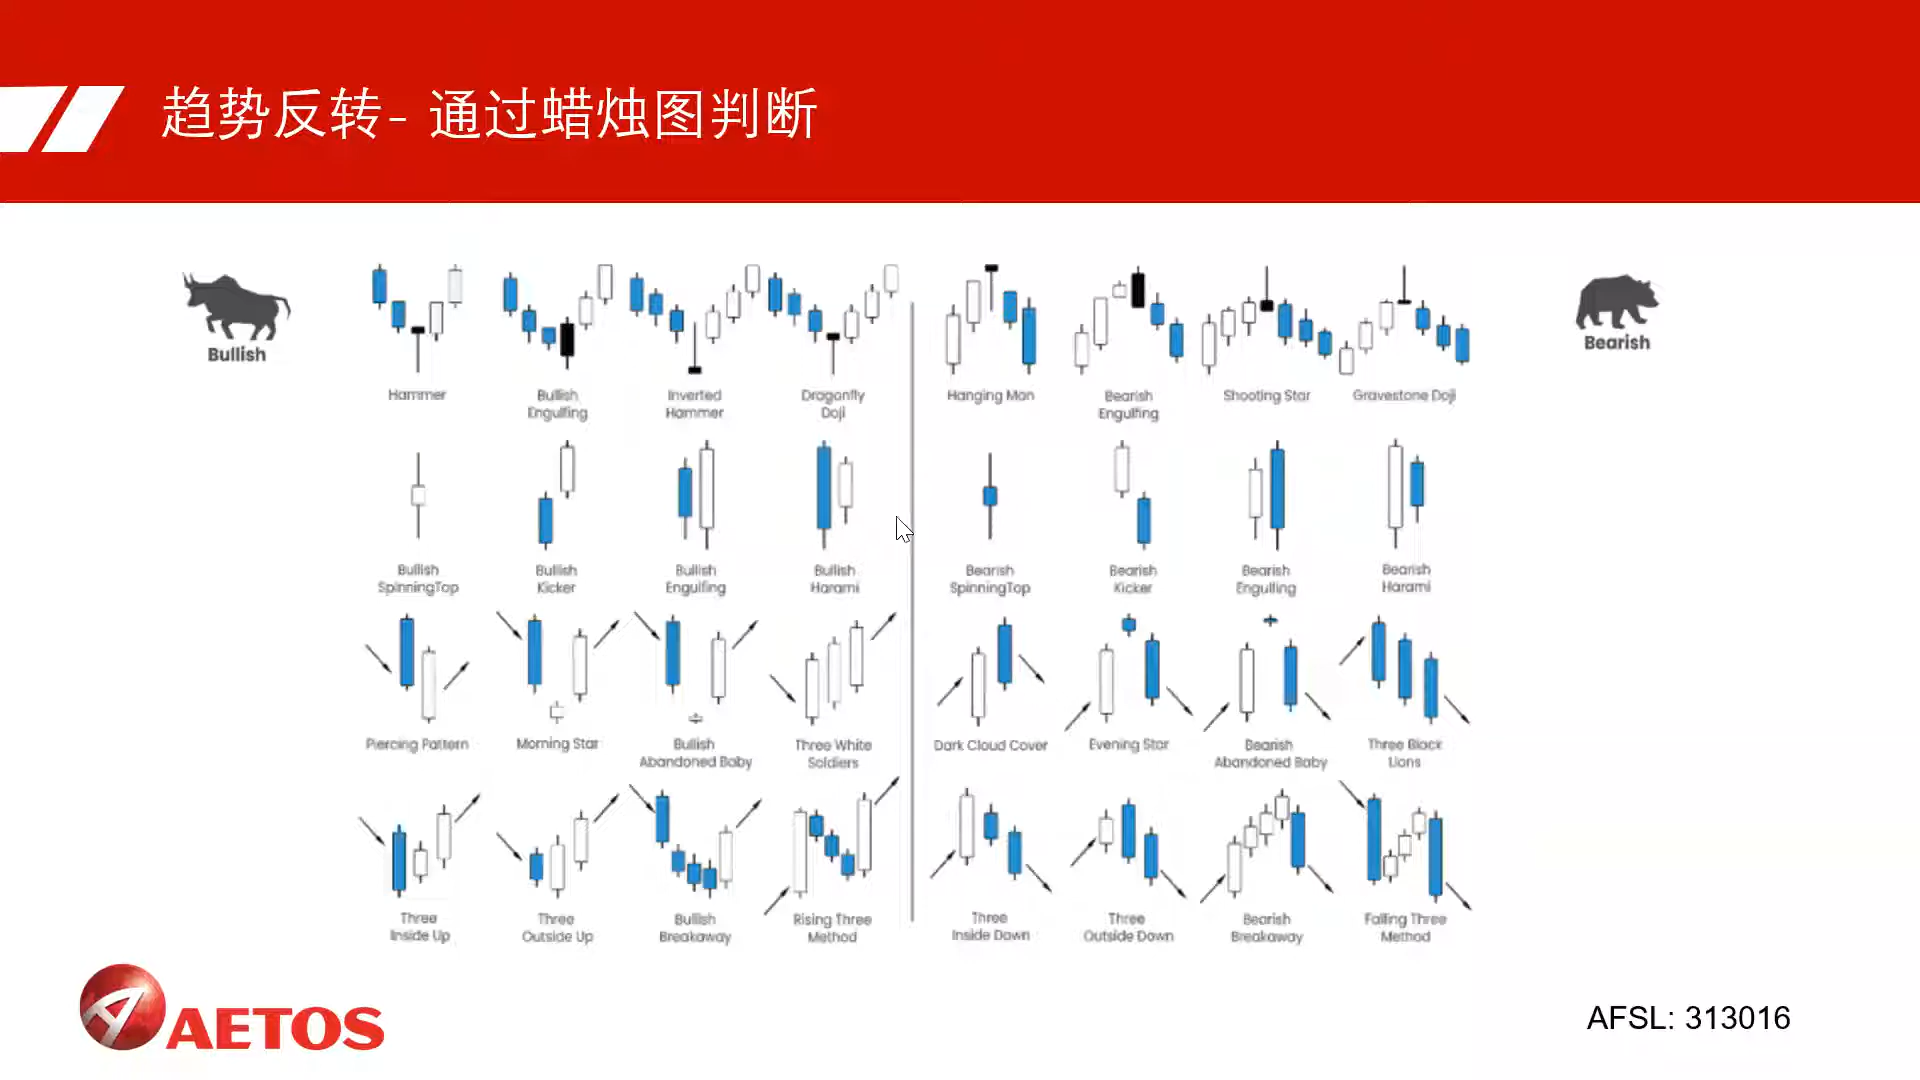 趋势反转- 通过蜡烛图判断
Bullish
Bearish
Hammer
Bullish
Engulfing
Inverted
Hammer
Dragonfly
Doji
Hanging Man
Bearish
Engulfing
Shooting Star
Gravestone Doji
Bullish
SpinningTop
Bullish
Kicker
Bullish
Engulfing
Bullish
Harami
Bearish
SpinningTop
Bearish
Kicker
Bearish
Engulfing
Bearish
Harami
Piercing Pattern
Morning Star
Bullish
Abandoned Baby
Three White
Soldiers
Dark Cloud Cover
Evening Star
Bearish
Abandoned Baby
Three Black
Lions
Three
Inside Up
Three
Outside Up
Bullish
Breakaway
Rising Three
Method
Three
Inside Down
Three
Outside Down
Bearish
Breakaway
Falling Three
Method
AETOS
AFSL: 313016